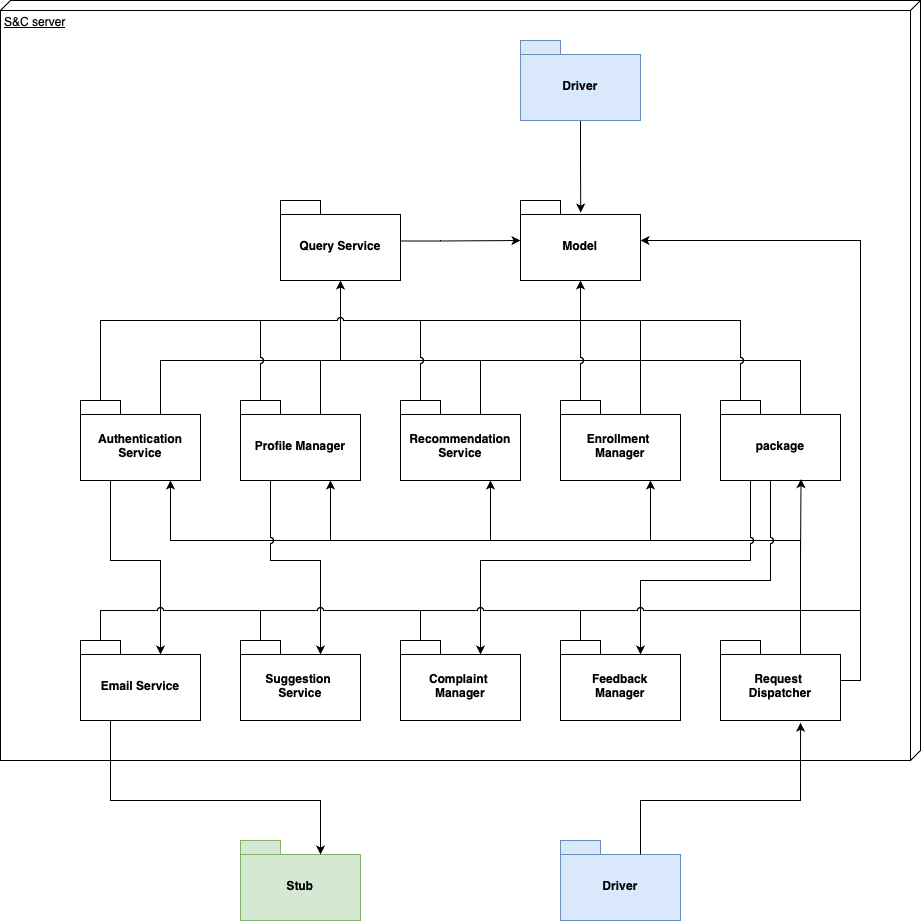 S&C server
Driver
Query Service
Model
Authentication
Service
Profile Manager
Recommendation
Service
Enrollment
Manager
package
Email Service
Suggestion
Service
Complaint
Manager
Feedback
Manager
Request
Dispatcher
Stub
Driver